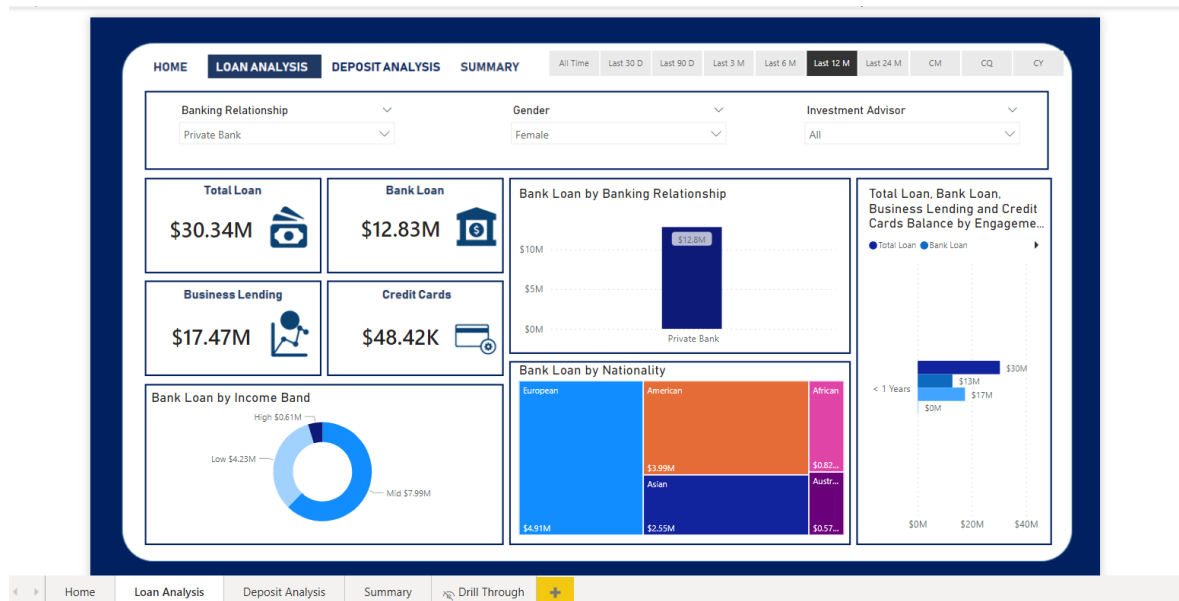 HOME LOAN ANALYSIS DEPOSIT ANALYSIS SUMMARY
All Time Last 30 D Last 90 D Last 3 M Last 6 M Last 12 M Last 24 M CM CQ CY
Banking Relationship
Private Bank
Gender
Female
Investment Advisor
All
Total Loan
$30.34M
Bank Loan
$12.83M
Business Lending
$17.47M
Credit Cards
$48.42K
Bank Loan by Income Band
High $0.61M
Low $4.23M
Mid $7.99M
Bank Loan by Banking Relationship
$12.8M
$10M
$5M
$0M
Private Bank
Bank Loan by Nationality
European
$4.91M
American
$3.99M
Asian
$2.55M
African
$0.82...
Austr...
$0.57...
Total Loan, Bank Loan,
Business Lending and Credit
Cards Balance by Engageme...
Total Loan Bank Loan
< 1 Years
$30M
$13M
$17M
$0M
$0M $20M $40M
Home Loan Analysis Deposit Analysis Summary Drill Through